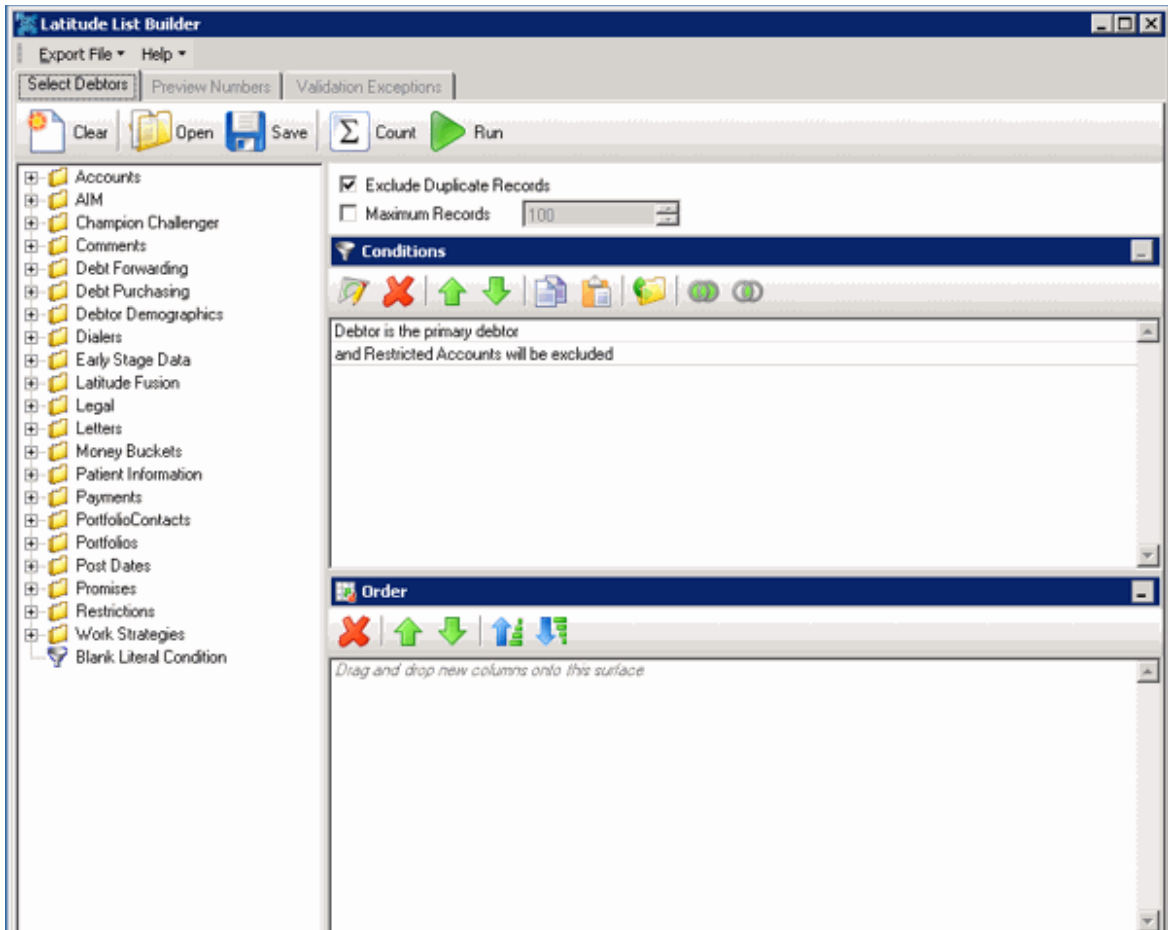 Latitude List Builder
Export File Help
Select Debtors Preview Numbers Validation Exceptions
Clear Open Save Count Run
Accounts
AIM
Champion Challenger
Comments
Debt Forwarding
Debt Purchasing
Debtor Demographics
Dialers
Early Stage Data
Latitude Fusion
Legal
Letters
Money Buckets
Patient Information
Payments
PortfolioContacts
Portfolios
Post Dates
Promises
Restrictions
Work Strategies
Blank Literal Condition
Exclude Duplicate Records
Maximum Records 100
Conditions
Debtor is the primary debtor
and Restricted Accounts will be excluded
Order
Drag and drop new columns onto this surface